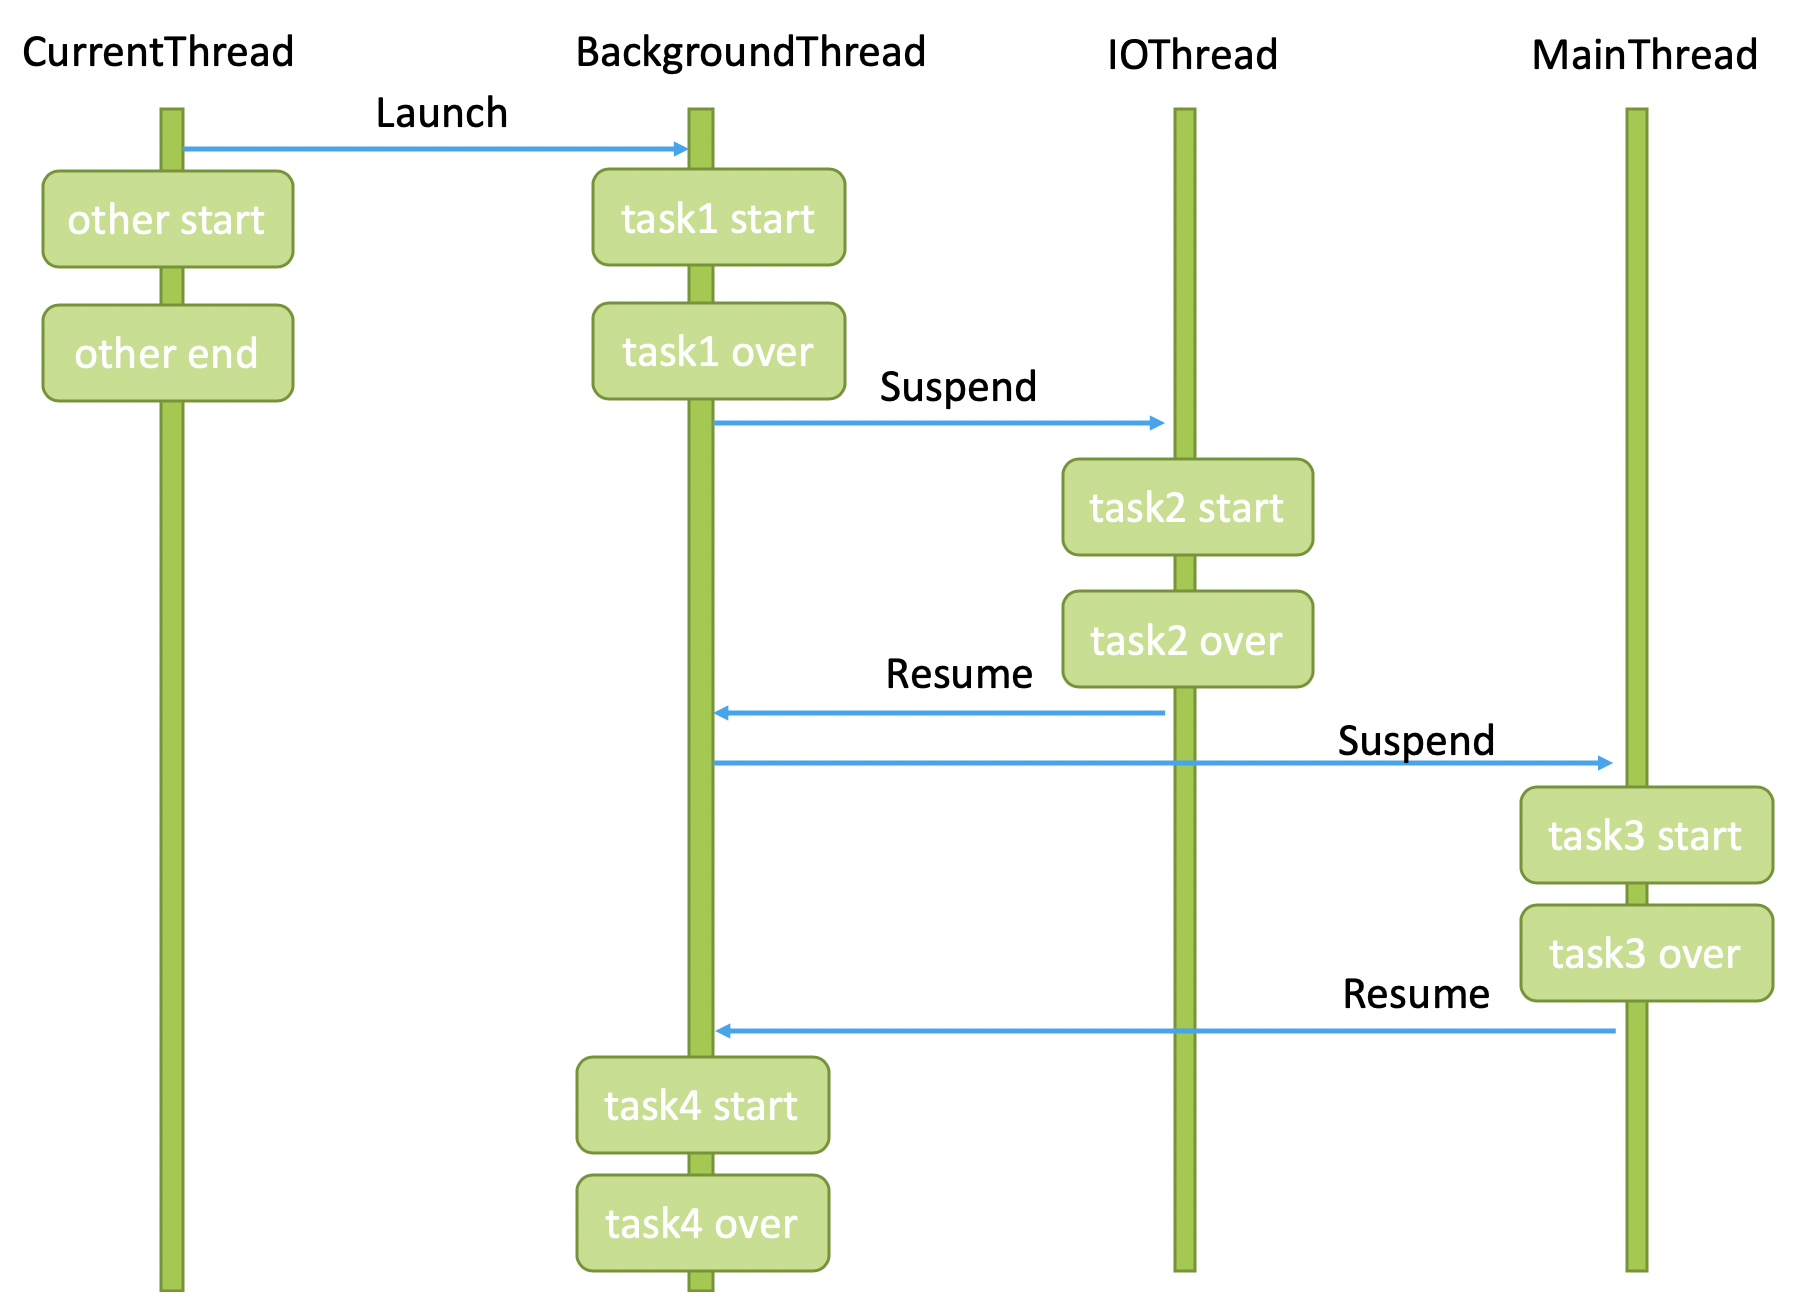 CurrentThread
BackgroundThread
IOThread
MainThread
Launch
other start
task1 start
other end
task1 over
Suspend
task2 start
task2 over
Resume
Suspend
task3 start
task3 over
Resume
task4 start
task4 over